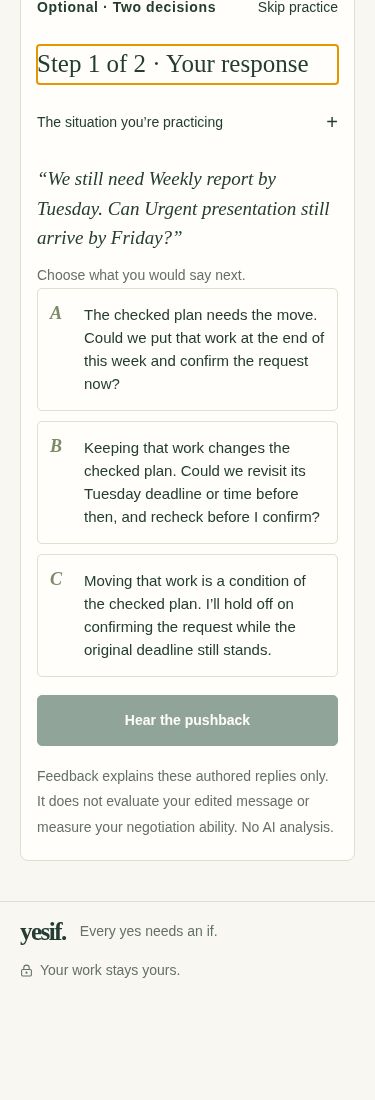 Optional · Two decisions
Skip practice
Step 1 of 2 · Your response
The situation you’re practicing
+
“We still need Weekly report by
Tuesday. Can Urgent presentation still
arrive by Friday?”
Choose what you would say next.
A
The checked plan needs the move.
Could we put that work at the end of
this week and confirm the request
now?
B
Keeping that work changes the
checked plan. Could we revisit its
Tuesday deadline or time before
then, and recheck before I confirm?
C
Moving that work is a condition of
the checked plan. I’ll hold off on
confirming the request while the
original deadline still stands.
Hear the pushback
Feedback explains these authored replies only.
It does not evaluate your edited message or
measure your negotiation ability. No AI analysis.
yesif.
Every yes needs an if.
Your work stays yours.